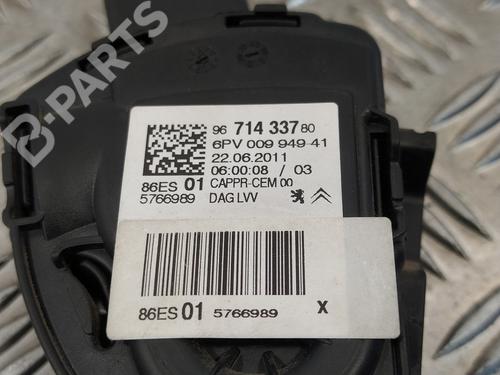 B-PARTS
96 714 337 80
6PV 009 949-41
22.06.2011
06:00:08 / 03
86ES 01 CAPPR-CEM 00
5766989 DAG LVV
86ES 01 5766989 X